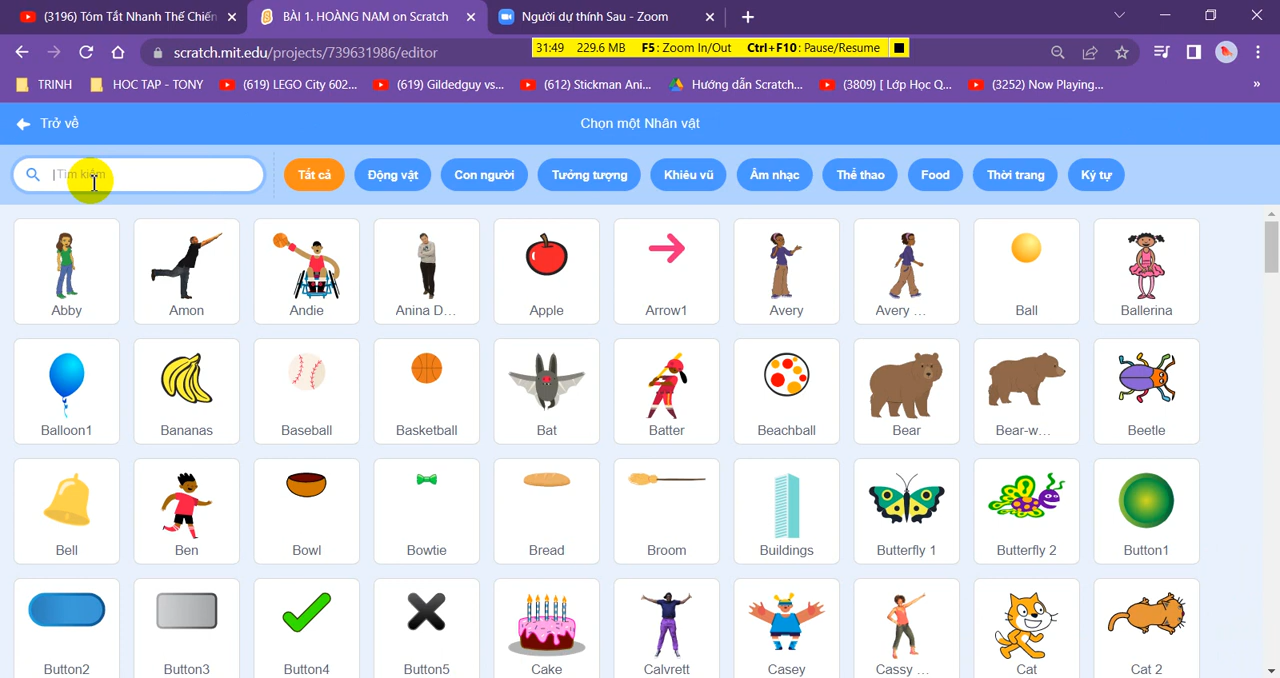 (3196) Tóm Tắt Nhanh Thế Chiến
BÀI 1. HOÀNG NAM on Scratch
Người dự thính Sau - Zoom
scratch.mit.edu/projects/739631986/editor
31:49 229.6 MB F5: Zoom In/Out Ctrl+F10: Pause/Resume
TRINH
HOC TAP - TONY
(619) LEGO City 602...
(619) Gildedguy vs...
(612) Stickman Ani...
Hướng dẫn Scratch...
(3809) [ Lớp Học Q...
(3252) Now Playing...
Trở về
Chọn một Nhân vật
Tìm kiếm
Tất cả
Động vật
Con người
Tưởng tượng
Khiêu vũ
Âm nhạc
Thể thao
Food
Thời trang
Ký tự
Abby
Amon
Andie
Anina D...
Apple
Arrow1
Avery
Avery ...
Ball
Ballerina
Balloon1
Bananas
Baseball
Basketball
Bat
Batter
Beachball
Bear
Bear-w...
Beetle
Bell
Ben
Bowl
Bowtie
Bread
Broom
Buildings
Butterfly 1
Butterfly 2
Button1
Button2
Button3
Button4
Button5
Cake
Calvrett
Casey
Cassy ...
Cat
Cat 2